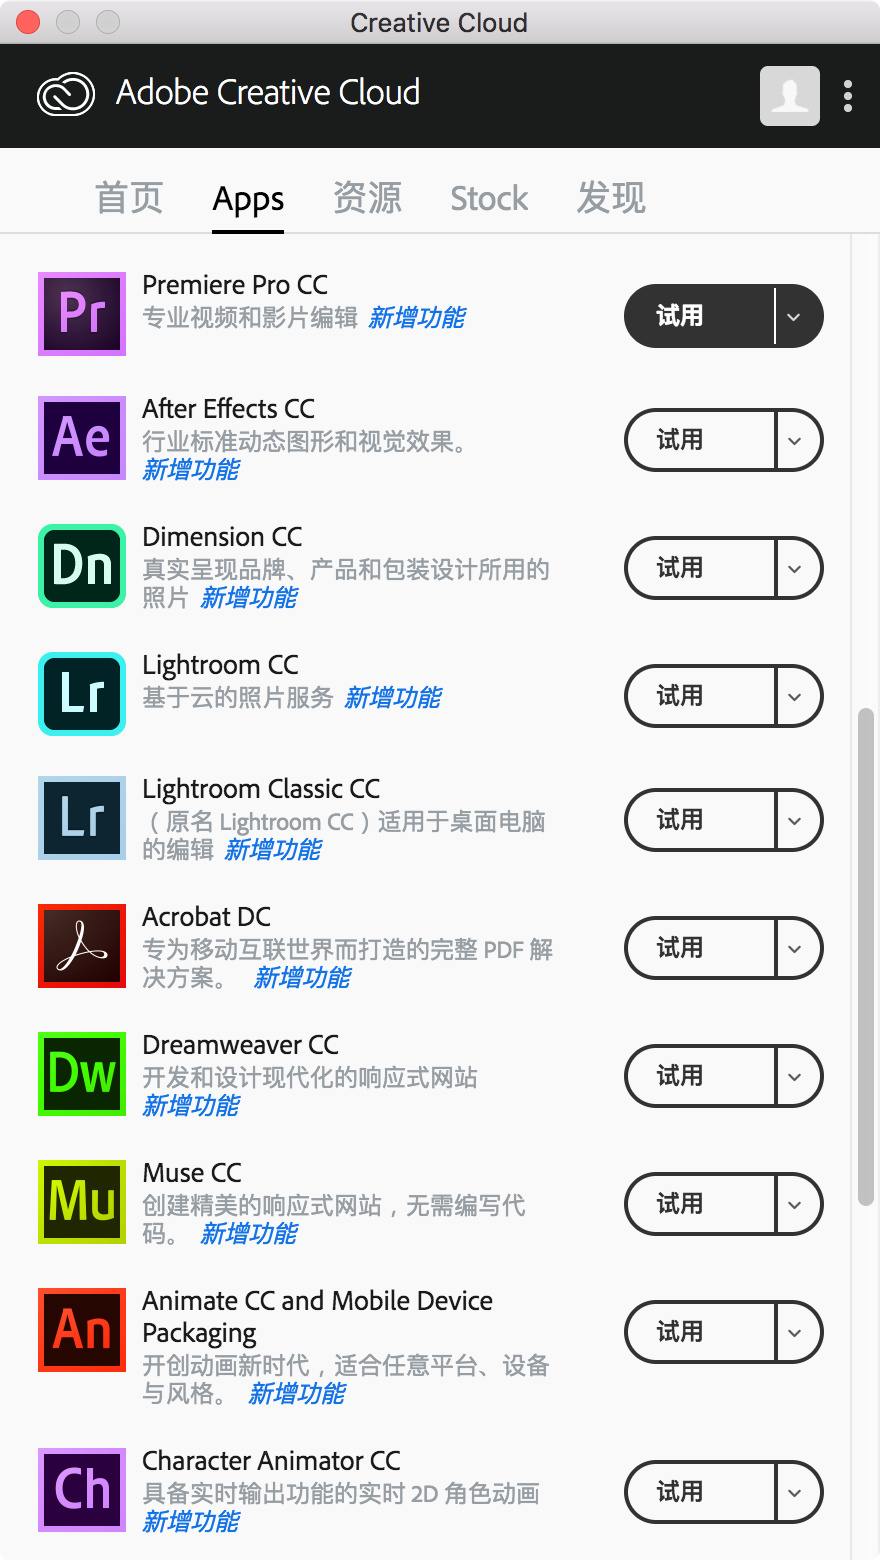 Creative Cloud
Adobe Creative Cloud
首页 Apps 资源 Stock 发现
Pr
Premiere Pro CC
专业视频和影片编辑 新增功能
试用
Ae
After Effects CC
行业标准动态图形和视觉效果。
新增功能
试用
Dn
Dimension CC
真实呈现品牌、产品和包装设计所用的
照片 新增功能
试用
Lr
Lightroom CC
基于云的照片服务 新增功能
试用
Lr
Lightroom Classic CC
（原名 Lightroom CC）适用于桌面电脑
的编辑 新增功能
试用
Acrobat DC
专为移动互联世界而打造的完整 PDF 解
决方案。 新增功能
试用
Dw
Dreamweaver CC
开发和设计现代化的响应式网站
新增功能
试用
Mu
Muse CC
创建精美的响应式网站，无需编写代
码。 新增功能
试用
An
Animate CC and Mobile Device
Packaging
开创动画新时代，适合任意平台、设备
与风格。 新增功能
试用
Ch
Character Animator CC
具备实时输出功能的实时 2D 角色动画
新增功能
试用